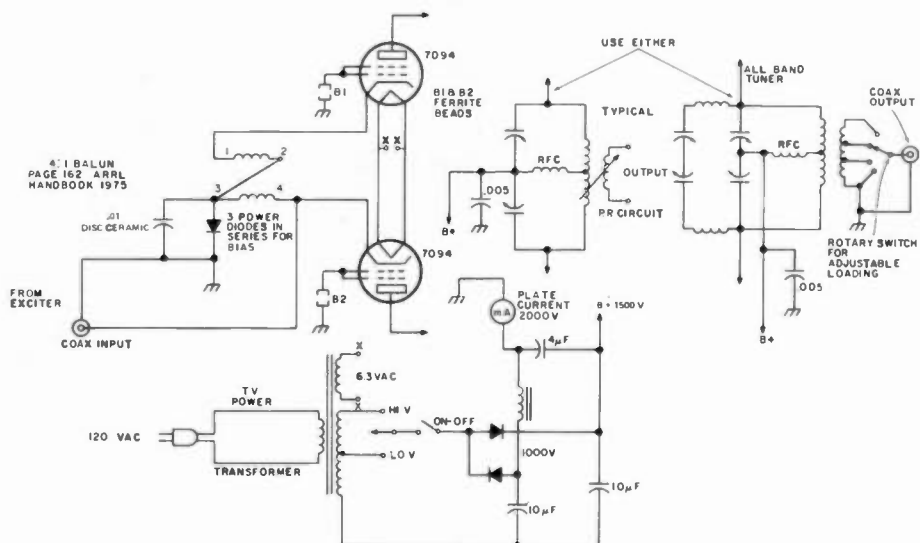 7094
B1
B1 & B2
FERRITE
BEADS
X X
1
2
4:1 BALUN
PAGE 162 ARRL
HANDBOOK 1975
3
4
.01
DISC CERAMIC
3 POWER
DIODES IN
SERIES FOR
BIAS
7094
B2
FROM
EXCITER
COAX INPUT
USE EITHER
TYPICAL
RFC
OUTPUT
.005
B+
P.P. CIRCUIT
ALL BAND
TUNER
RFC
COAX
OUTPUT
ROTARY SWITCH
FOR
ADJUSTABLE
LOADING
.005
B+
PLATE
CURRENT
2000V
mA
B + 1500 V
4µF
X
6.3VAC
X
TV
POWER
HI V
ON-OFF
120 VAC
LO V
TRANSFORMER
1000V
10µF
10µF